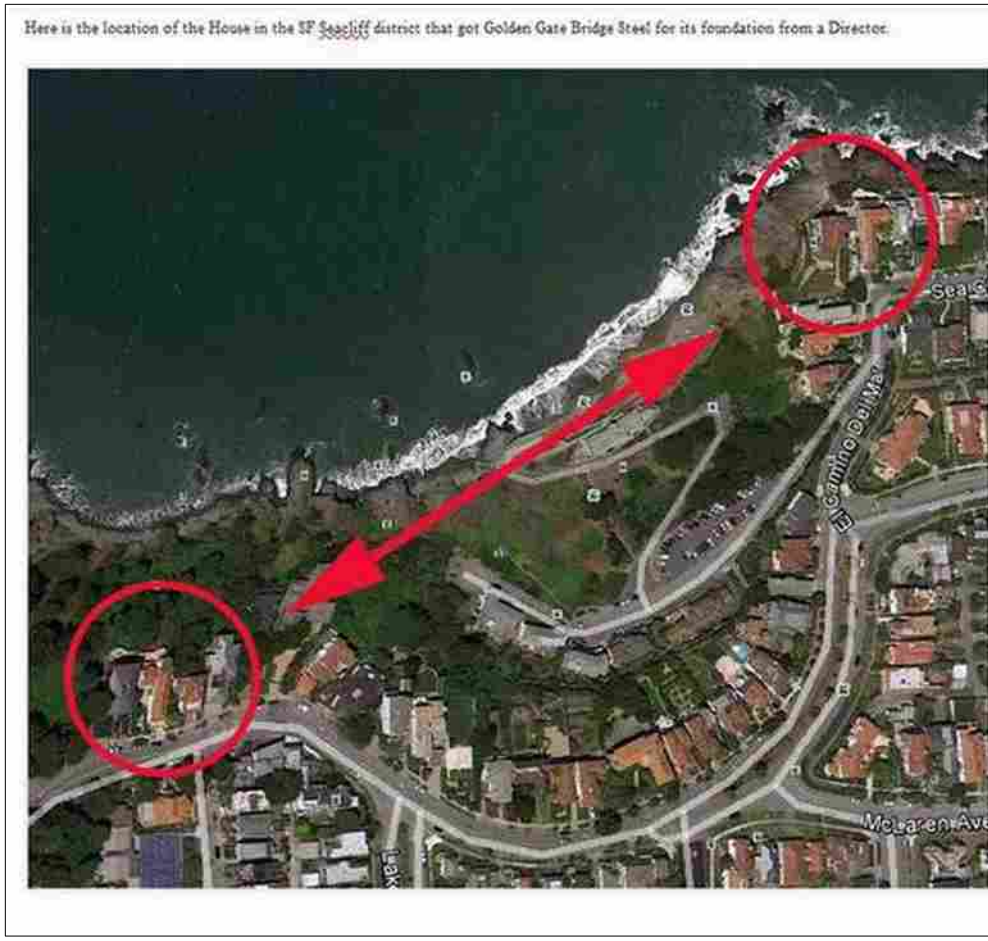 Here is the location of the House in the SF Seacliff district that got Golden Gate Bridge Steel for its foundation from a Director.
Sea c
El Camino Del Mar
McLaren Ave
Lak